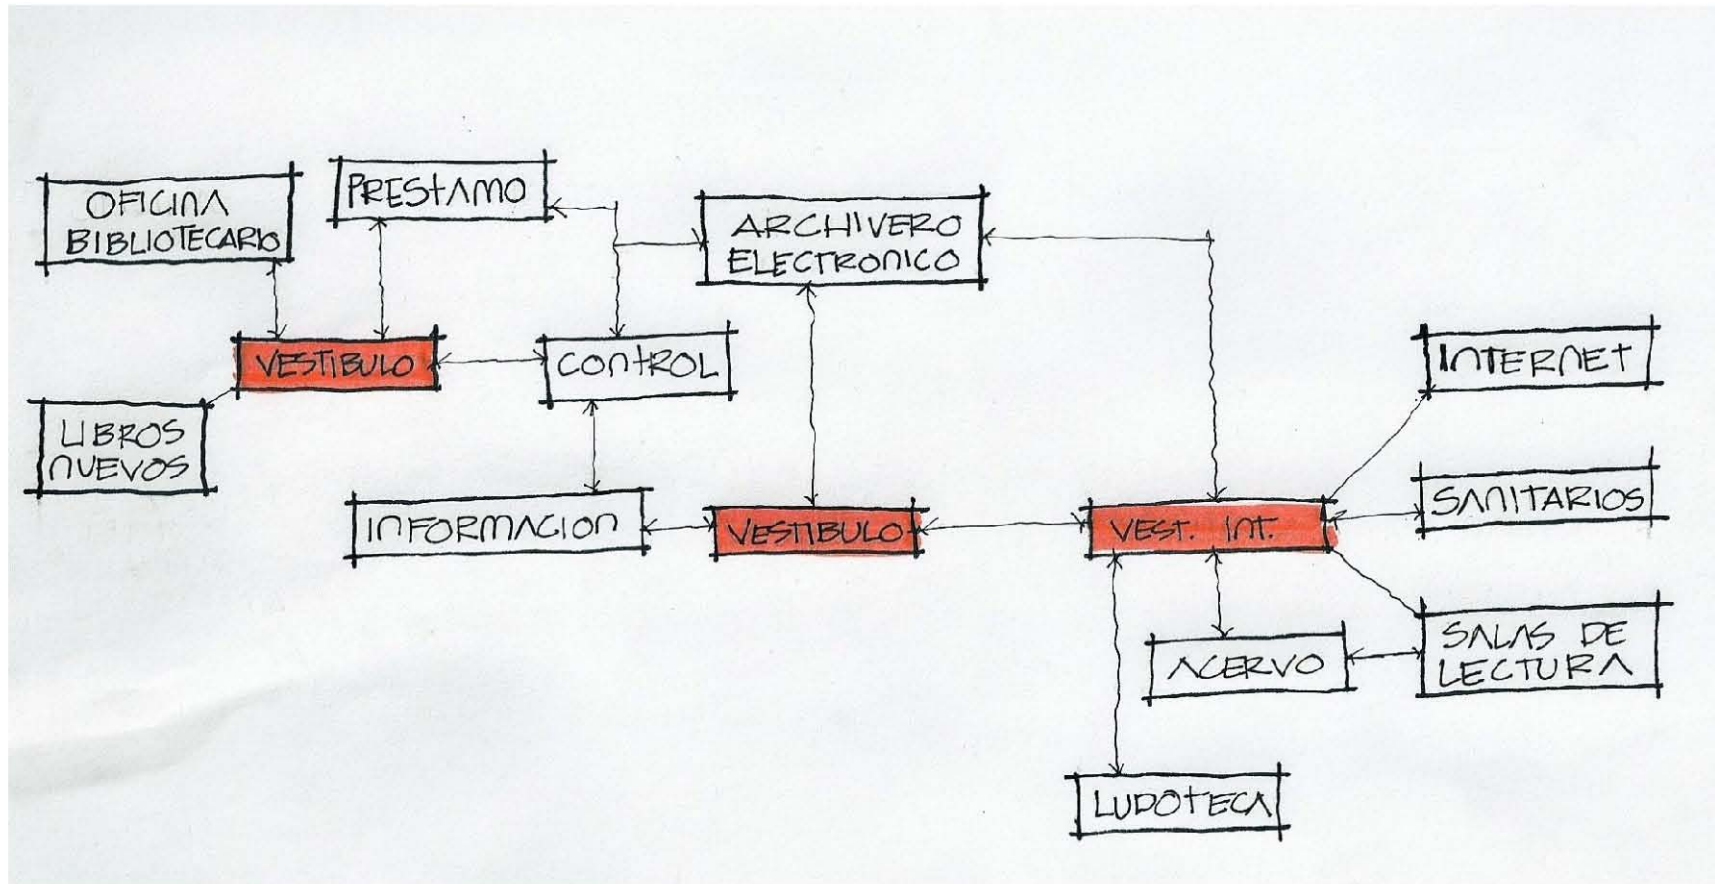 OFICINA
BIBLIOTECARIO
PRESTAMO
ARCHIVERO
ELECTRONICO
VESTIBULO
CONTROL
INTERNET
LIBROS
NUEVOS
INFORMACION
VESTIBULO
VEST. INT.
SANITARIOS
ACERVO
SALAS DE
LECTURA
LUDOTECA